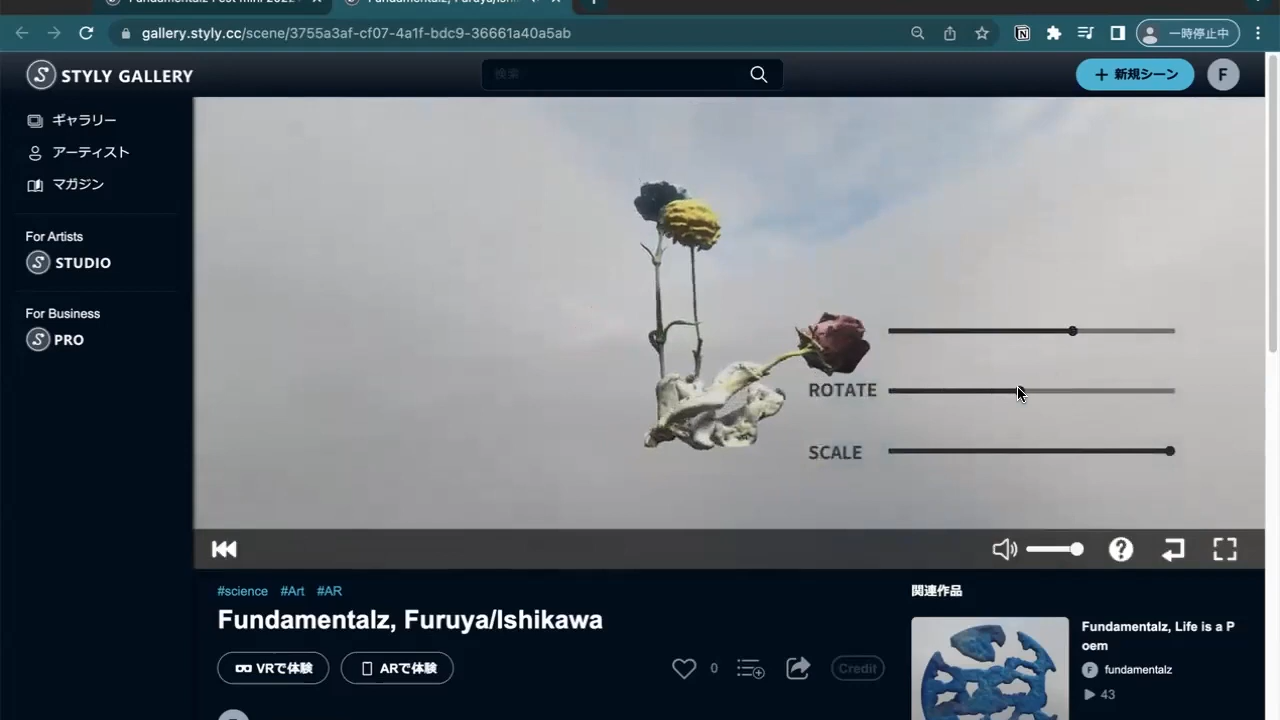 gallery.styly.cc/scene/3755a3af-cf07-4a1f-bdc9-36661a40a5ab
一時停止中
STYLY GALLERY
検索
新規シーン
F
ギャラリー
アーティスト
マガジン
For Artists
STUDIO
For Business
PRO
ROTATE
SCALE
#science #Art #AR
Fundamentalz, Furuya/Ishikawa
VRで体験
ARで体験
0
Credit
関連作品
Fundamentalz, Life is a P
oem
F fundamentalz
43